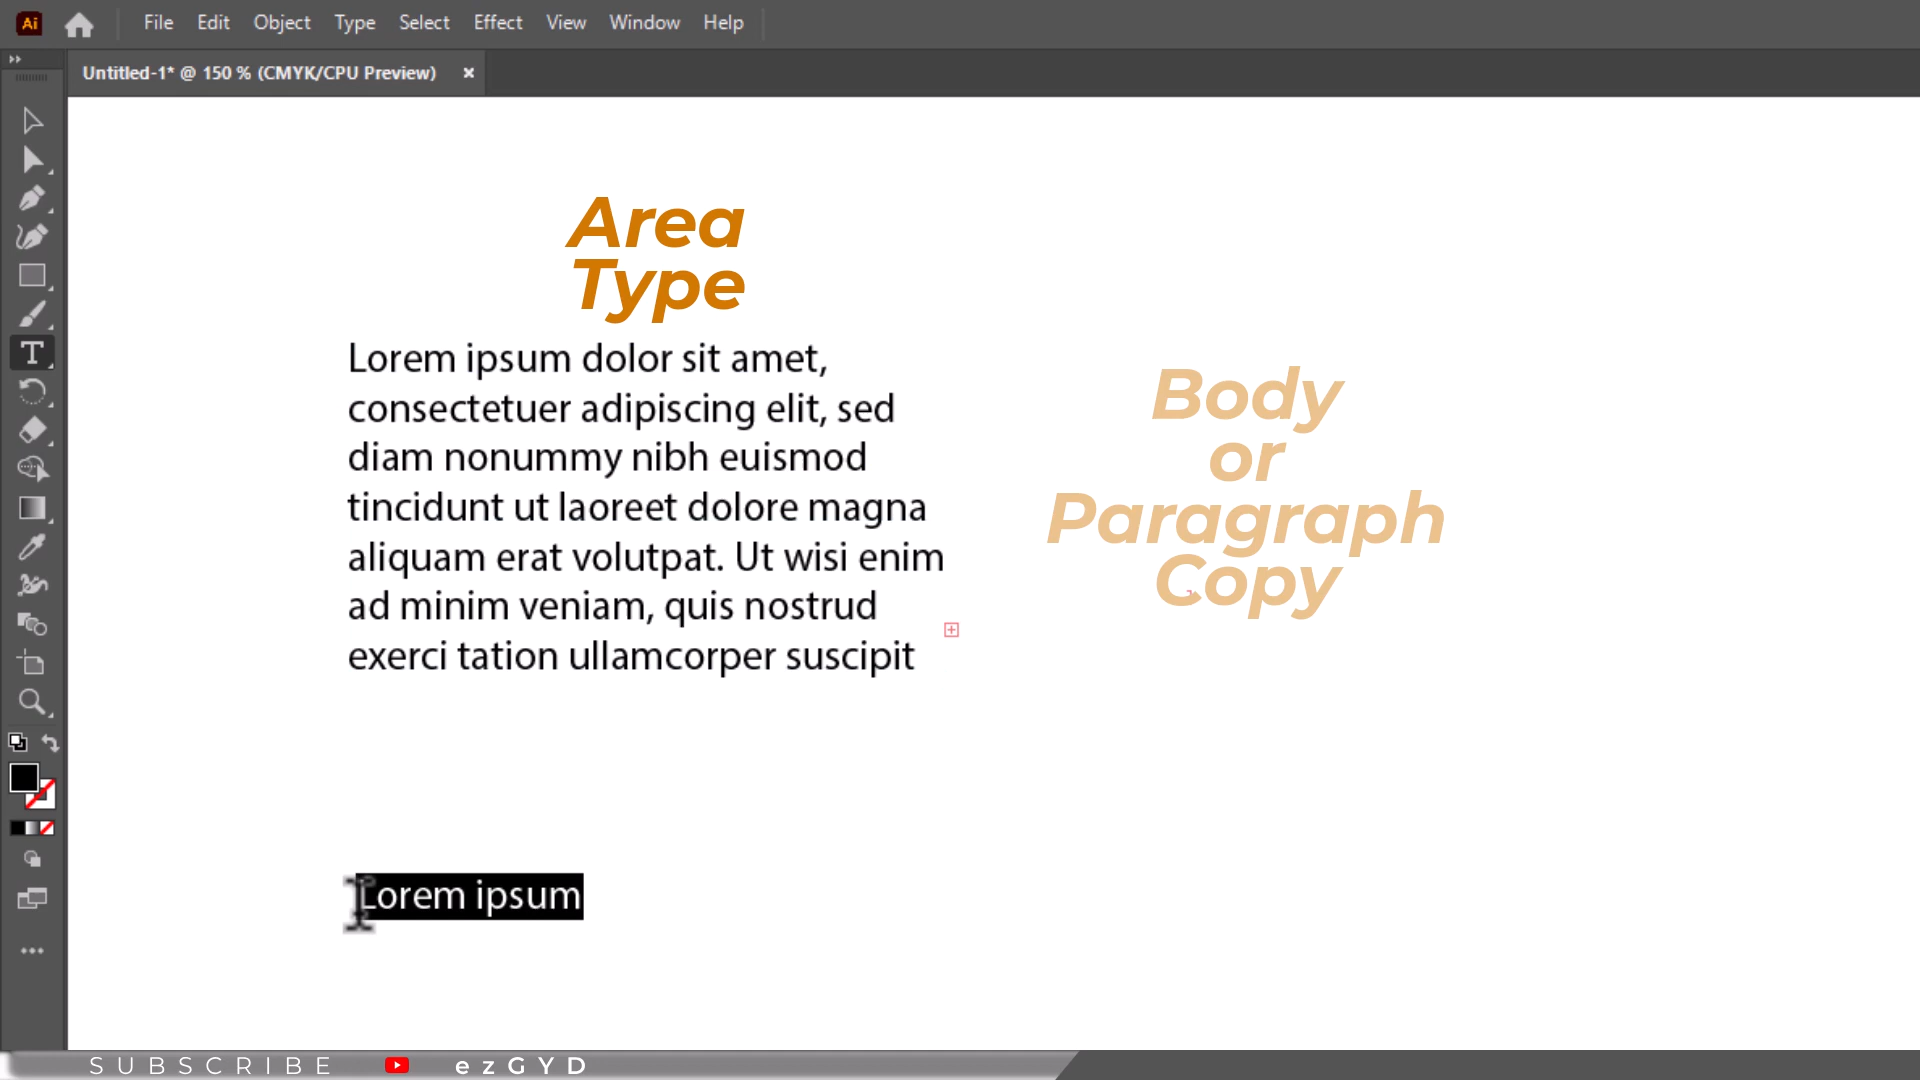 Ai
File Edit Object Type Select Effect View Window Help
Untitled-1* @ 150 % (CMYK/CPU Preview) ×
Area
Type
Lorem ipsum dolor sit amet,
consectetuer adipiscing elit, sed
diam nonummy nibh euismod
tincidunt ut laoreet dolore magna
aliquam erat volutpat. Ut wisi enim
ad minim veniam, quis nostrud
exerci tation ullamcorper suscipit
Body
or
Paragraph
Copy
Lorem ipsum
SUBSCRIBE ezGYD